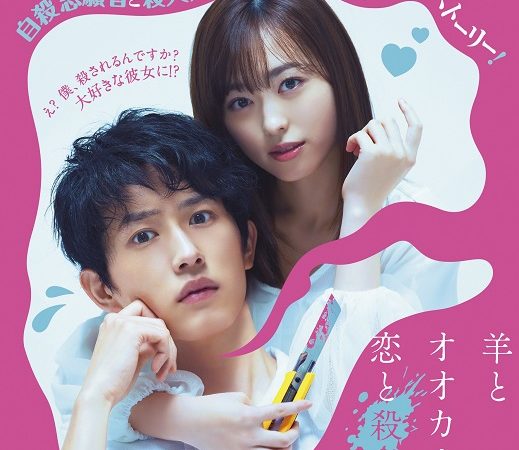 自殺志願者と殺人
トーリー!
え?僕、殺されるんですか?
大好きな彼女に!?
羊と
オオカ
恋と殺